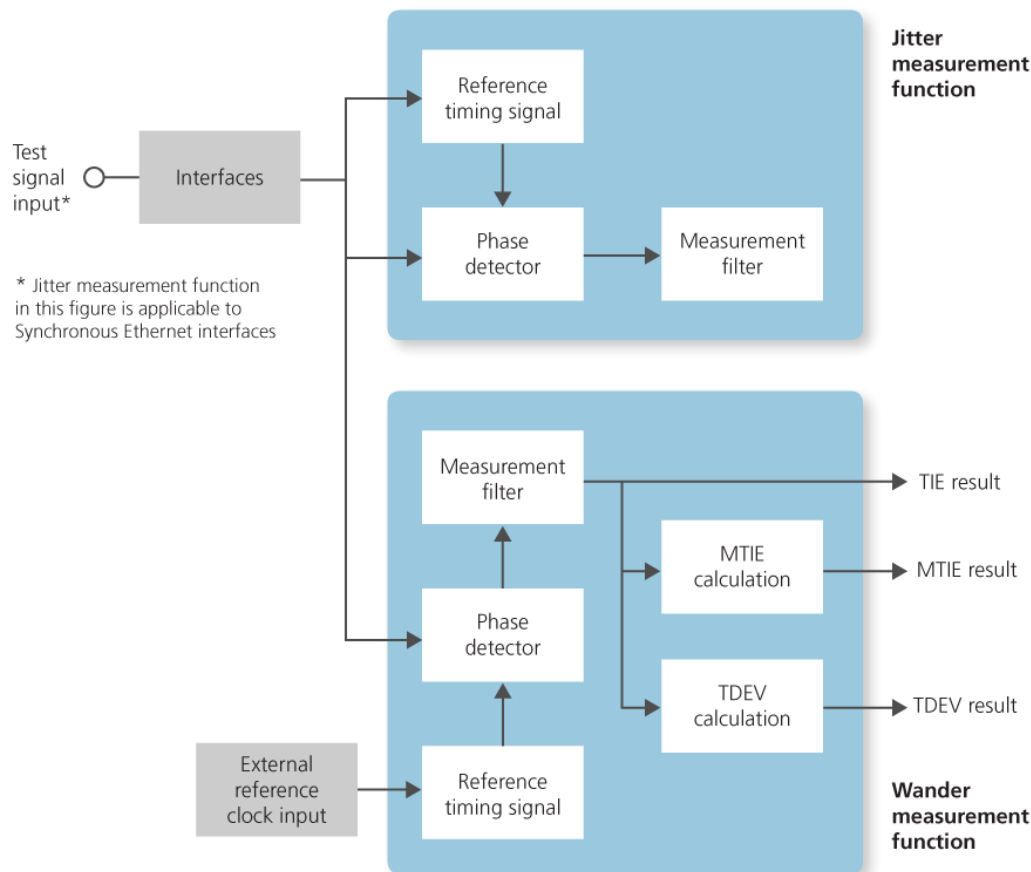 Jitter
measurement
function
Reference
timing signal
Test
signal
input*
Interfaces
Phase
detector
Measurement
filter
* Jitter measurement function
in this figure is applicable to
Synchronous Ethernet interfaces
Measurement
filter
TIE result
MTIE
calculation
MTIE result
Phase
detector
TDEV
calculation
TDEV result
External
reference
clock input
Reference
timing signal
Wander
measurement
function